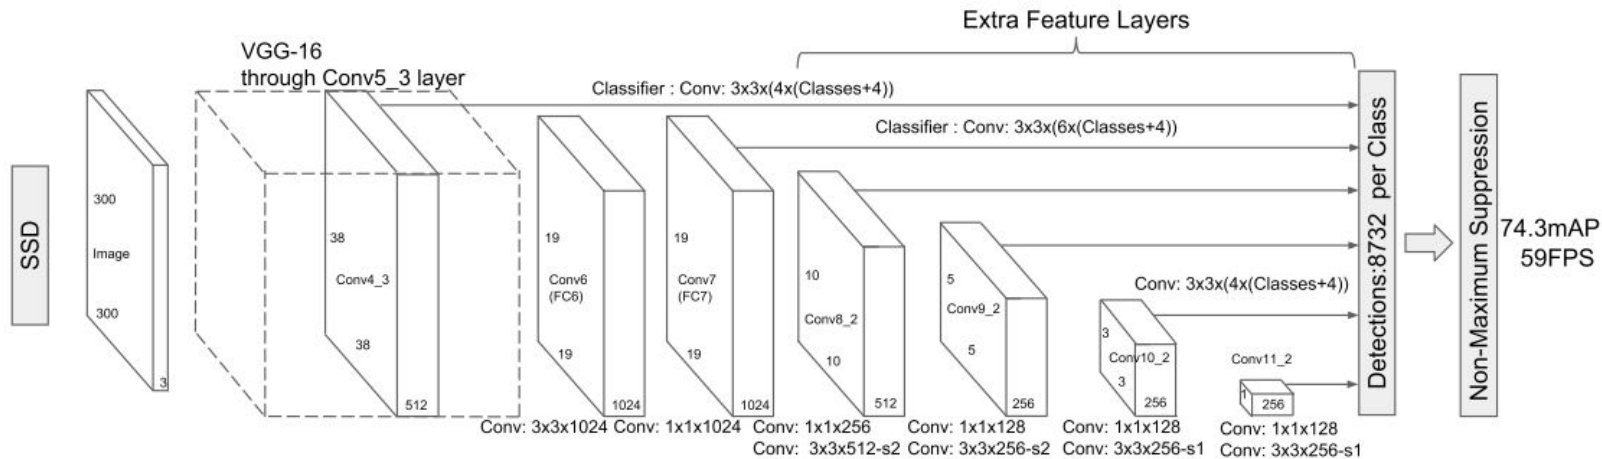 Extra Feature Layers
VGG-16
through Conv5_3 layer
Classifier : Conv: 3x3x(4x(Classes+4))
Classifier : Conv: 3x3x(6x(Classes+4))
SSD
300
Image
300
3
38
Conv4_3
38
512
19
Conv6
(FC6)
19
1024
19
Conv7
(FC7)
19
1024
10
Conv8_2
10
512
5
Conv9_2
5
256
Conv: 3x3x(4x(Classes+4))
3
Conv10_2
3
256
Conv11_2
1
256
Detections:8732 per Class
Non-Maximum Suppression
74.3mAP
59FPS
Conv: 3x3x1024
Conv: 1x1x1024
Conv: 1x1x256
Conv: 3x3x512-s2
Conv: 1x1x128
Conv: 3x3x256-s2
Conv: 1x1x128
Conv: 3x3x256-s1
Conv: 1x1x128
Conv: 3x3x256-s1